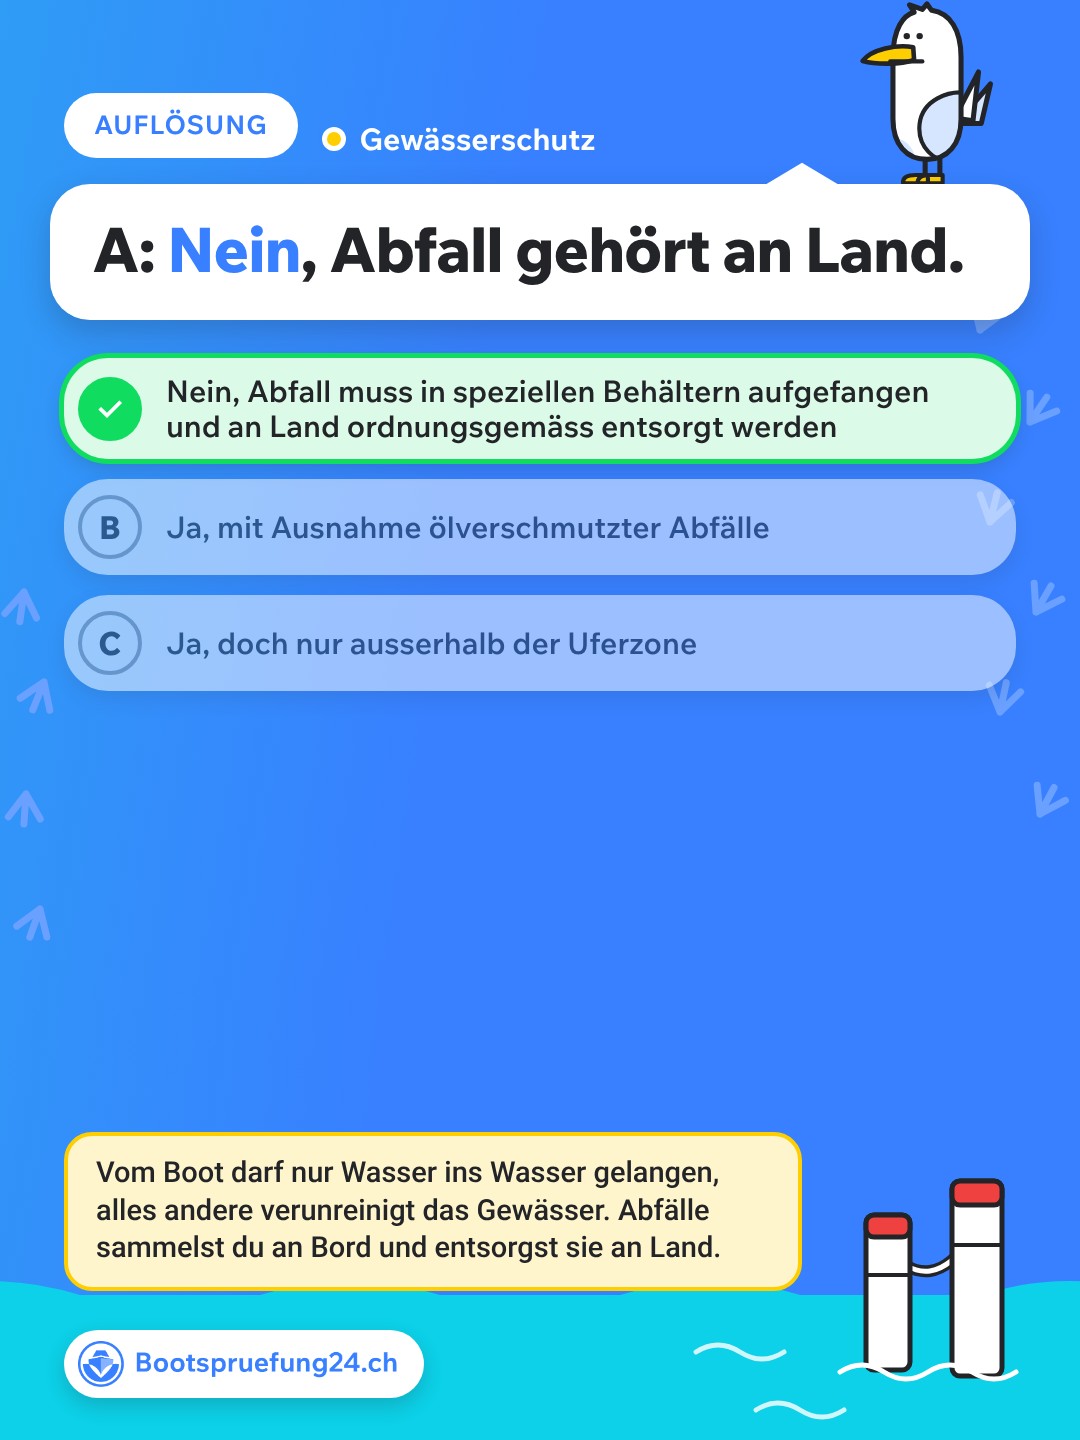 AUFLÖSUNG
Gewässerschutz
A: Nein, Abfall gehört an Land.
Nein, Abfall muss in speziellen Behältern aufgefangen
und an Land ordnungsgemäss entsorgt werden
B Ja, mit Ausnahme ölverschmutzter Abfälle
C Ja, doch nur ausserhalb der Uferzone
Vom Boot darf nur Wasser ins Wasser gelangen,
alles andere verunreinigt das Gewässer. Abfälle
sammelst du an Bord und entsorgst sie an Land.
Bootspruefung24.ch